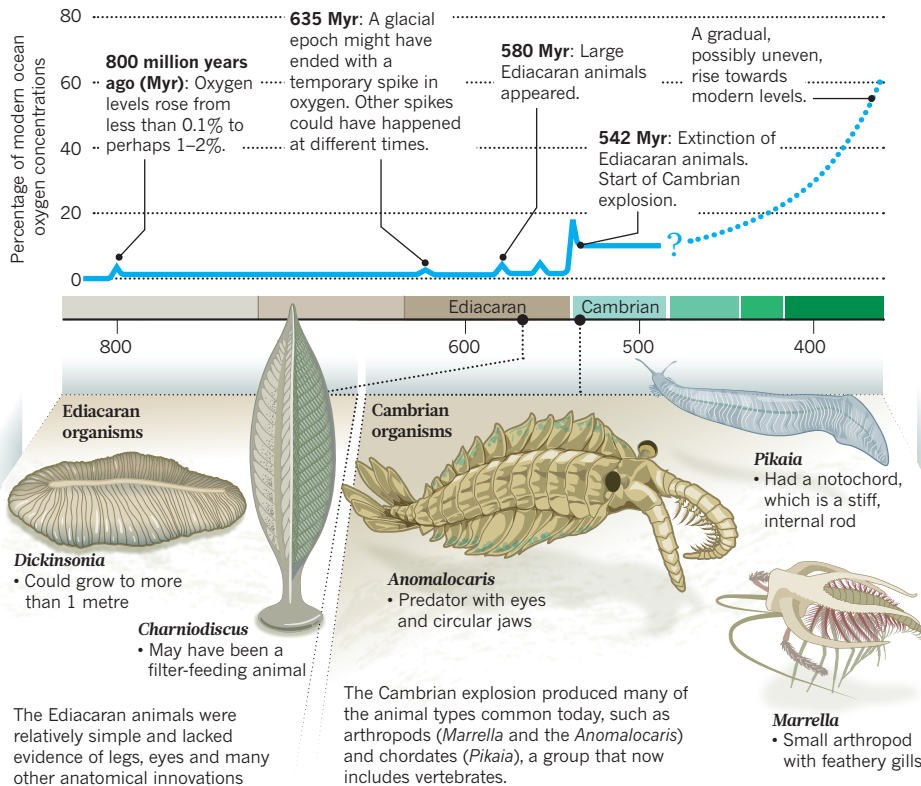 Percentage of modern ocean
oxygen concentrations
80
60
40
20
0
800 million years
ago (Myr): Oxygen
levels rose from
less than 0.1% to
perhaps 1–2%.
635 Myr: A glacial
epoch might have
ended with a
temporary spike in
oxygen. Other spikes
could have happened
at different times.
580 Myr: Large
Ediacaran animals
appeared.
542 Myr: Extinction of
Ediacaran animals.
Start of Cambrian
explosion.
A gradual,
possibly uneven,
rise towards
modern levels.
?
Ediacaran
Cambrian
800
600
500
400
Ediacaran
organisms
Dickinsonia
• Could grow to more
than 1 metre
Charniodiscus
• May have been a
filter-feeding animal
The Ediacaran animals were
relatively simple and lacked
evidence of legs, eyes and many
other anatomical innovations
Cambrian
organisms
Anomalocaris
• Predator with eyes
and circular jaws
Pikaia
• Had a notochord,
which is a stiff,
internal rod
Marrella
• Small arthropod
with feathery gills
The Cambrian explosion produced many of
the animal types common today, such as
arthropods (Marrella and the Anomalocaris)
and chordates (Pikaia), a group that now
includes vertebrates.